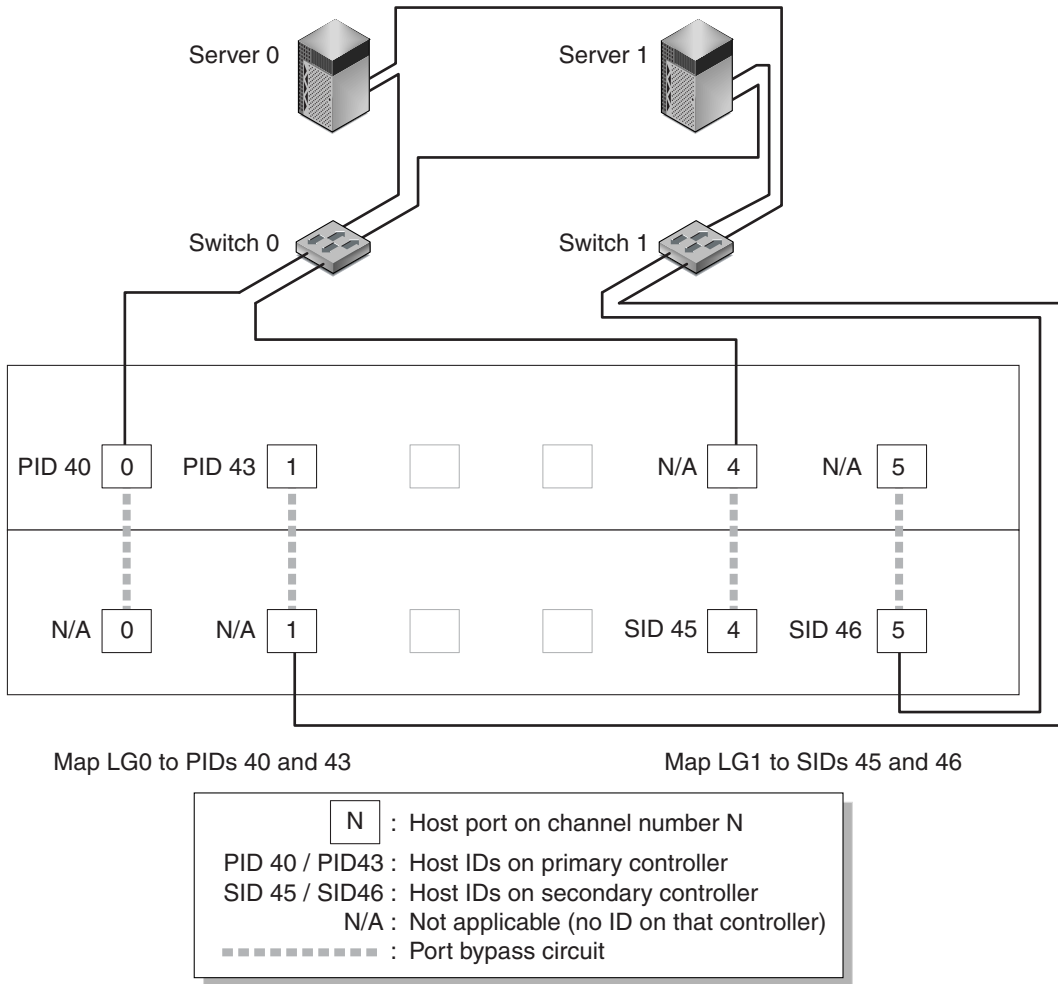 Server 0
Server 1
Switch 0
Switch 1
PID 40 0 PID 43 1 N/A 4 N/A 5
N/A 0 N/A 1 SID 45 4 SID 46 5
Map LG0 to PIDs 40 and 43
Map LG1 to SIDs 45 and 46
N : Host port on channel number N
PID 40 / PID43 : Host IDs on primary controller
SID 45 / SID46 : Host IDs on secondary controller
N/A : Not applicable (no ID on that controller)
: Port bypass circuit